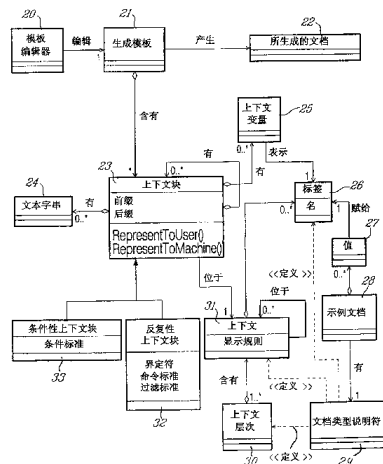 20
21
22
模板
编辑器
编辑
1
生成模板
产生
所生成的文档
含有
上下文
变量
25
23
0..*
有
0..*
表示
24
*
上下文块
有
1
标签
26
文本字串
有
0..*
前缀
后缀
名
0..*
1
赋给
27
RepresentToUser()
RepresentToMachine()
值
<<定义>>
0..*
28
位于
位于
示例文档
31
1
0..*
条件性上下文块
条件标准
33
反复性
上下文块
界定符
命令标准
过滤标准
32
上下文
显示规则
有
含有
<<定义>>
1..*
1
上下文
层次
30
<<定义>>
文档类型说明符
29